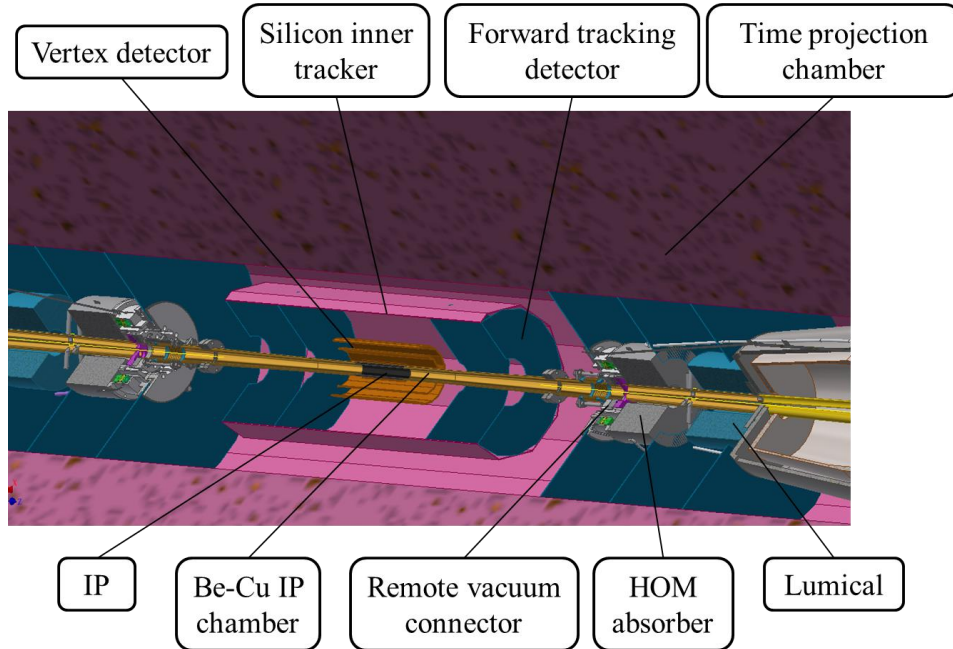 Vertex detector
Silicon inner
tracker
Forward tracking
detector
Time projection
chamber
IP
Be-Cu IP
chamber
Remote vacuum
connector
HOM
absorber
Lumical